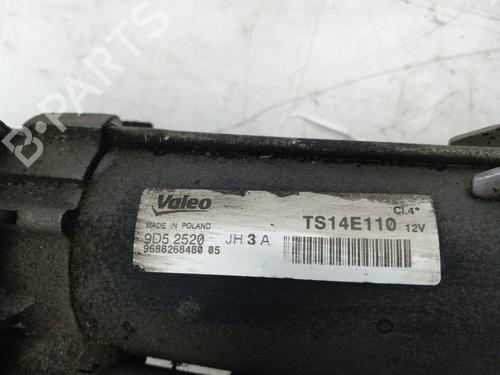 Valeo
MADE IN POLAND
9D5 2520 JH 3 A
9688268480 05
Cl.4*
TS14E110 12V
B-PARTS